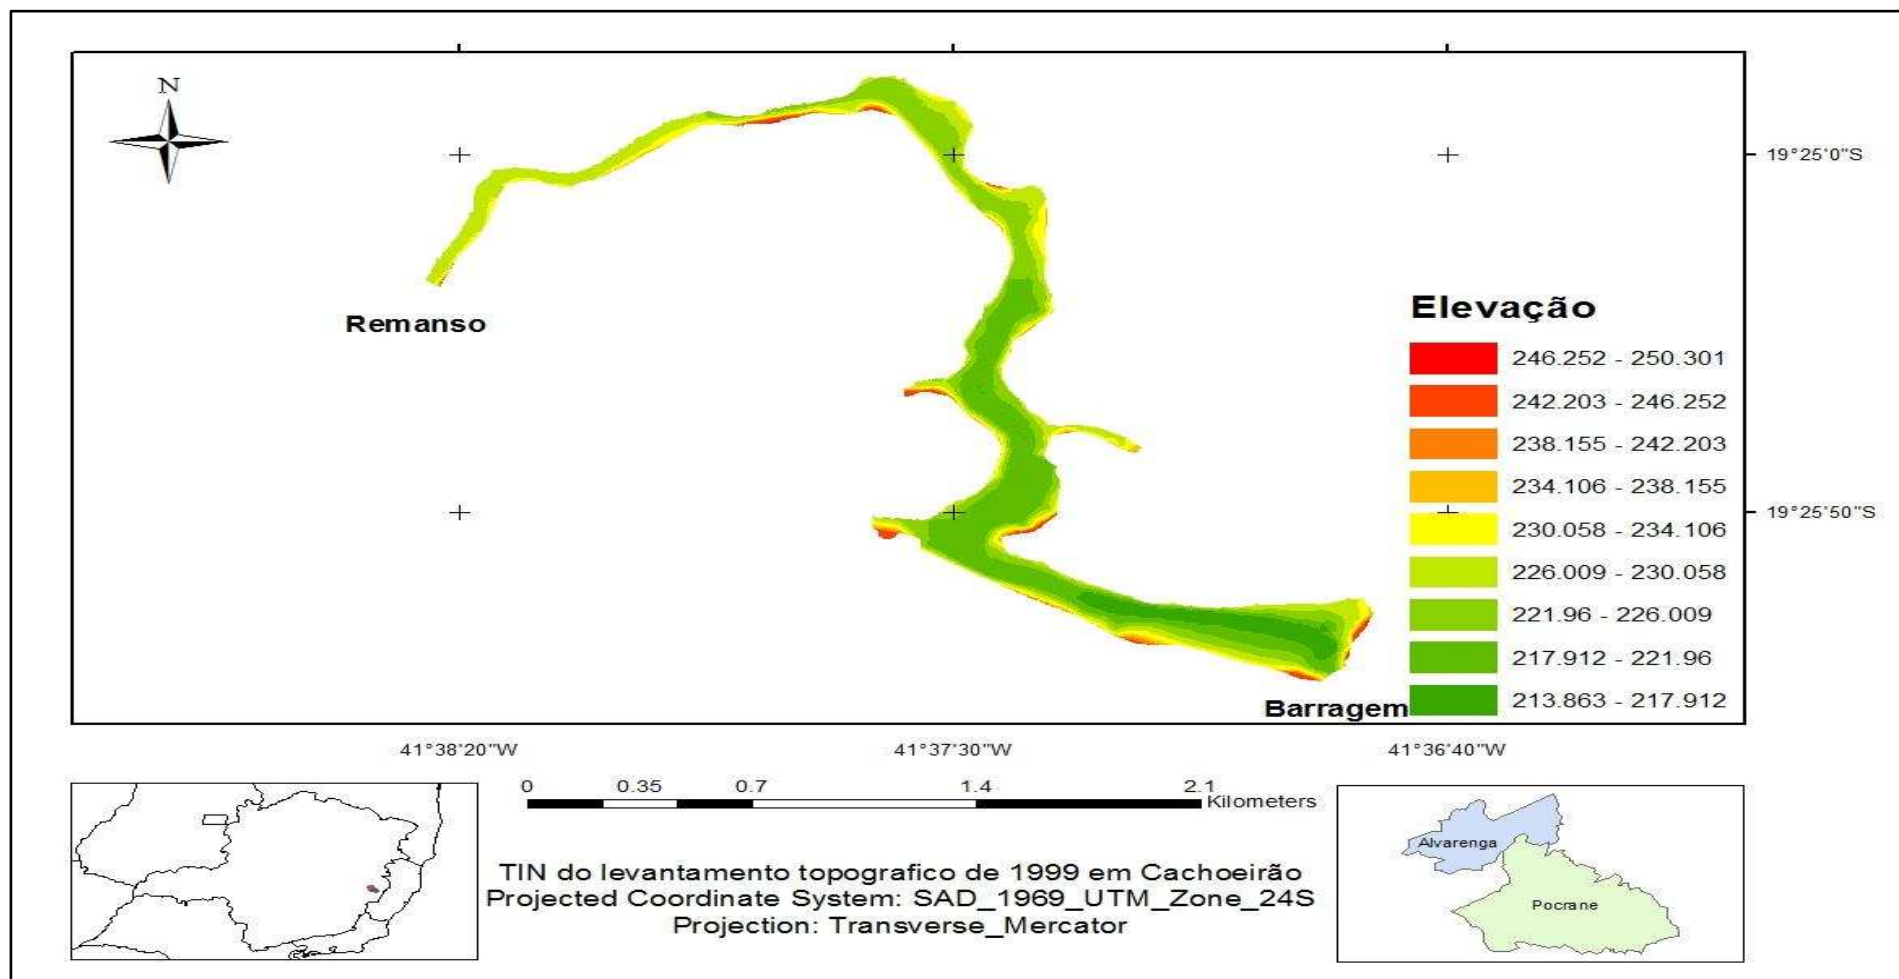 N
19°25'0"S
Remanso
Elevação
246.252 - 250.301
242.203 - 246.252
238.155 - 242.203
234.106 - 238.155
230.058 - 234.106
226.009 - 230.058
221.96 - 226.009
217.912 - 221.96
213.863 - 217.912
19°25'50"S
Barragem
41°38'20"W 41°37'30"W 41°36'40"W
0 0.35 0.7 1.4 2.1
Kilometers
TIN do levantamento topografico de 1999 em Cachoeirão
Projected Coordinate System: SAD_1969_UTM_Zone_24S
Projection: Transverse_Mercator
Alvarenga
Pocrane